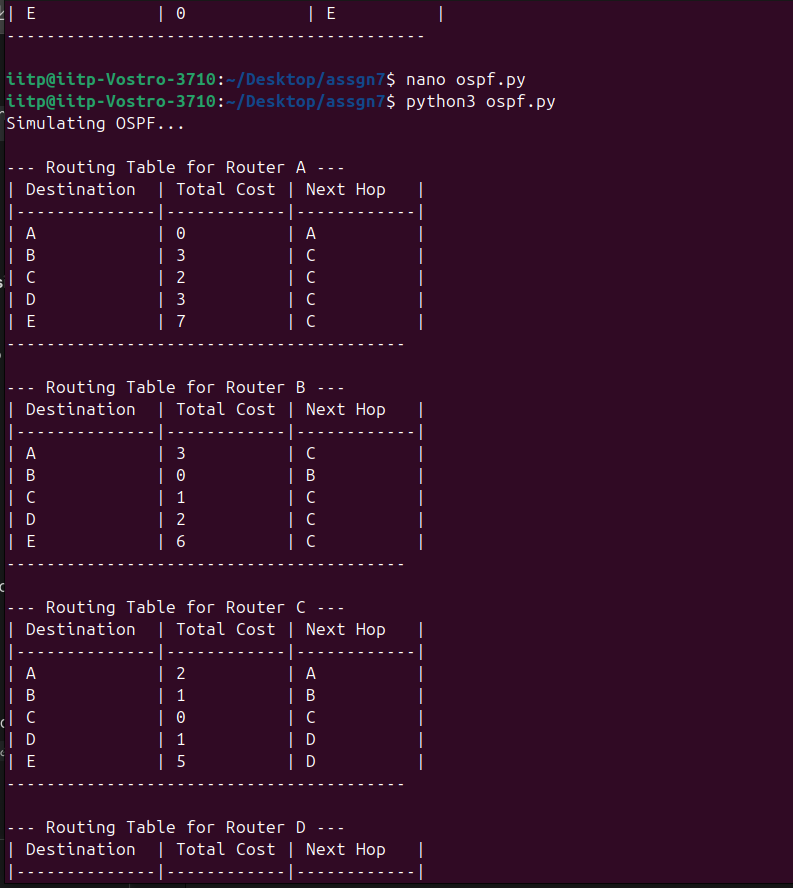 | E             | 0            | E          |
------------------------------------------
iitp@iitp-Vostro-3710:~/Desktop/assgn7$ nano ospf.py
iitp@iitp-Vostro-3710:~/Desktop/assgn7$ python3 ospf.py
Simulating OSPF...
--- Routing Table for Router A ---
| Destination  | Total Cost | Next Hop   |
|--------------|------------|------------|
| A            | 0          | A          |
| B            | 3          | C          |
| C            | 2          | C          |
| D            | 3          | C          |
| E            | 7          | C          |
----------------------------------------
--- Routing Table for Router B ---
| Destination  | Total Cost | Next Hop   |
|--------------|------------|------------|
| A            | 3          | C          |
| B            | 0          | B          |
| C            | 1          | C          |
| D            | 2          | C          |
| E            | 6          | C          |
----------------------------------------
--- Routing Table for Router C ---
| Destination  | Total Cost | Next Hop   |
|--------------|------------|------------|
| A            | 2          | A          |
| B            | 1          | B          |
| C            | 0          | C          |
| D            | 1          | D          |
| E            | 5          | D          |
----------------------------------------
--- Routing Table for Router D ---
| Destination  | Total Cost | Next Hop   |
|--------------|------------|------------|